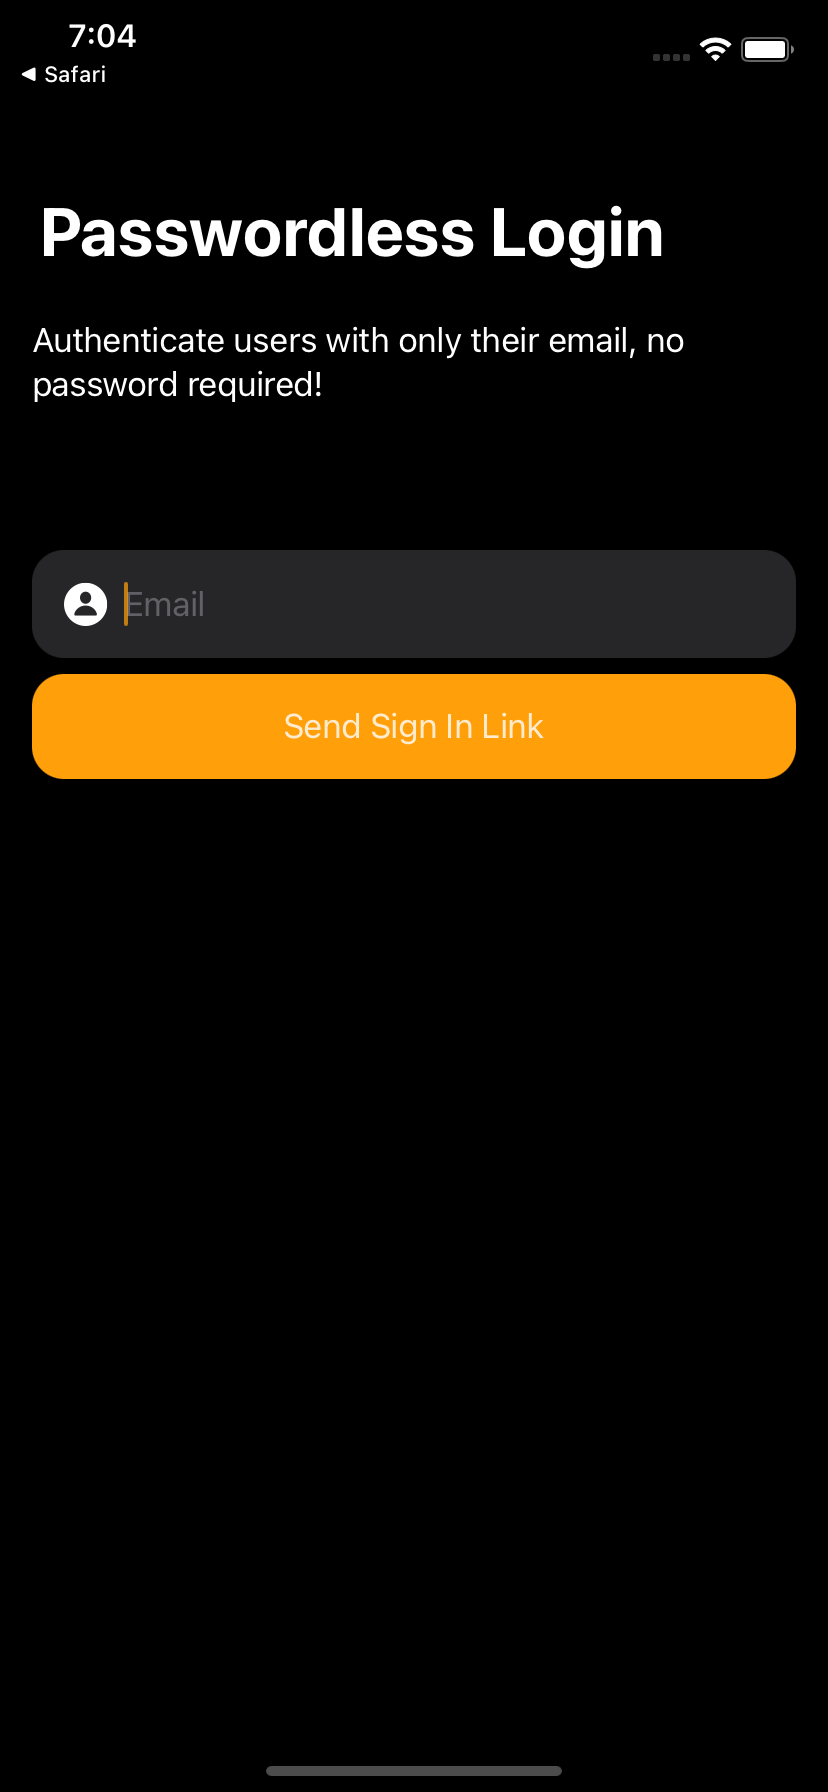 7:04
Safari
Passwordless Login
Authenticate users with only their email, no
password required!
Email
Send Sign In Link